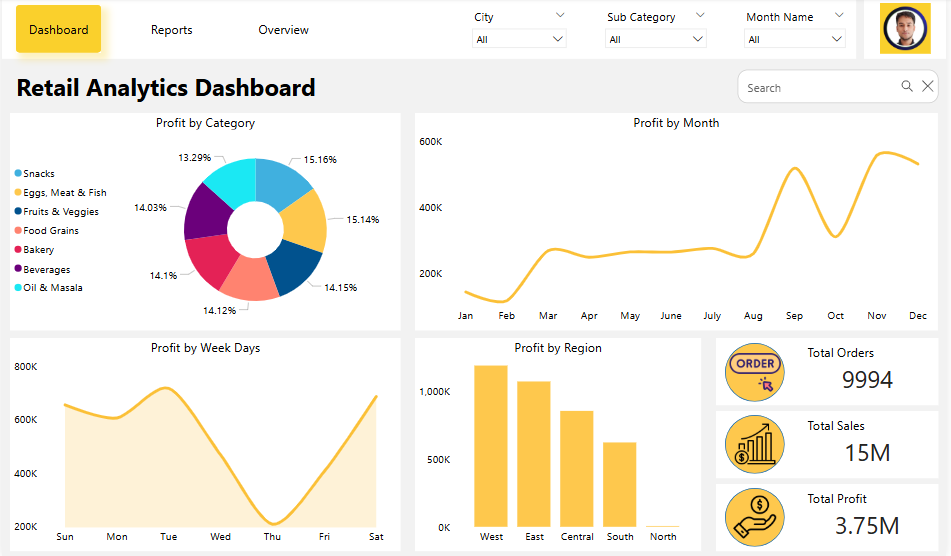 Dashboard
Reports
Overview
City
All
Sub Category
All
Month Name
All
Retail Analytics Dashboard
Search
Profit by Category
Snacks
Eggs, Meat & Fish
Fruits & Veggies
Food Grains
Bakery
Beverages
Oil & Masala
13.29%
15.16%
14.03%
15.14%
14.1%
14.15%
14.12%
Profit by Month
600K
400K
200K
Jan Feb Mar Apr May June July Aug Sep Oct Nov Dec
Profit by Week Days
800K
600K
400K
200K
Sun Mon Tue Wed Thu Fri Sat
Profit by Region
1,000K
500K
0K
West East Central South North
ORDER
Total Orders
9994
$
Total Sales
15M
$
Total Profit
3.75M